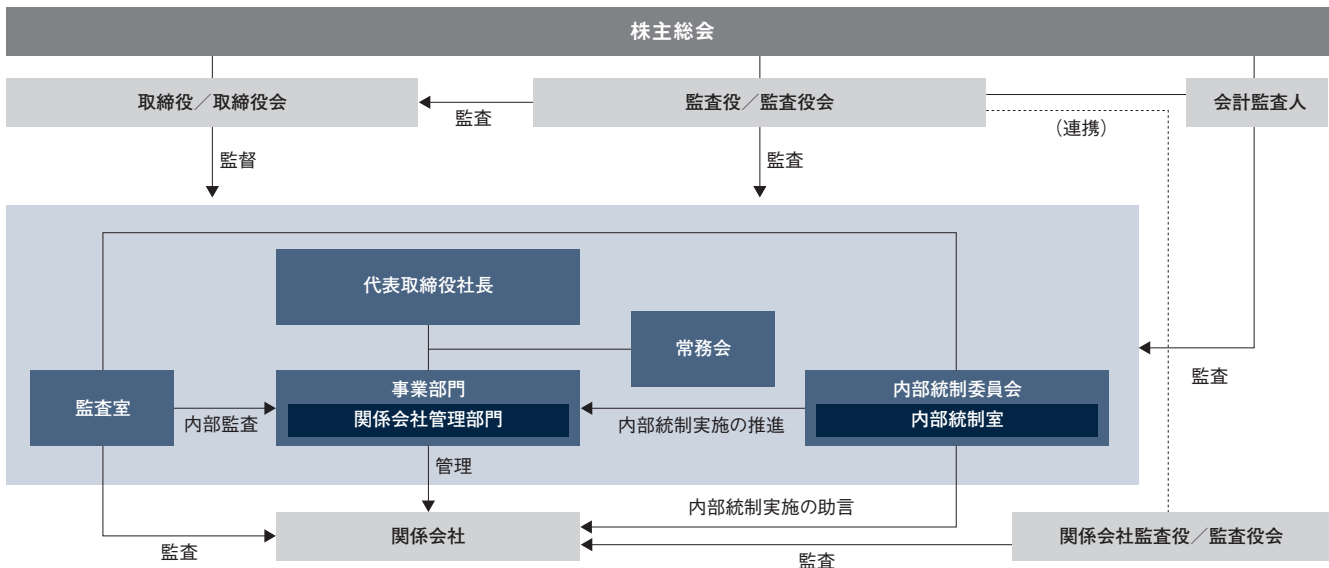 株主総会
取締役／取締役会
監査
監査役／監査役会
（連携）
会計監査人
監督
監査
代表取締役社長
常務会
監査
監査室
内部監査
事業部門
関係会社管理部門
内部統制実施の推進
内部統制委員会
内部統制室
管理
内部統制実施の助言
監査
関係会社
監査
関係会社監査役／監査役会